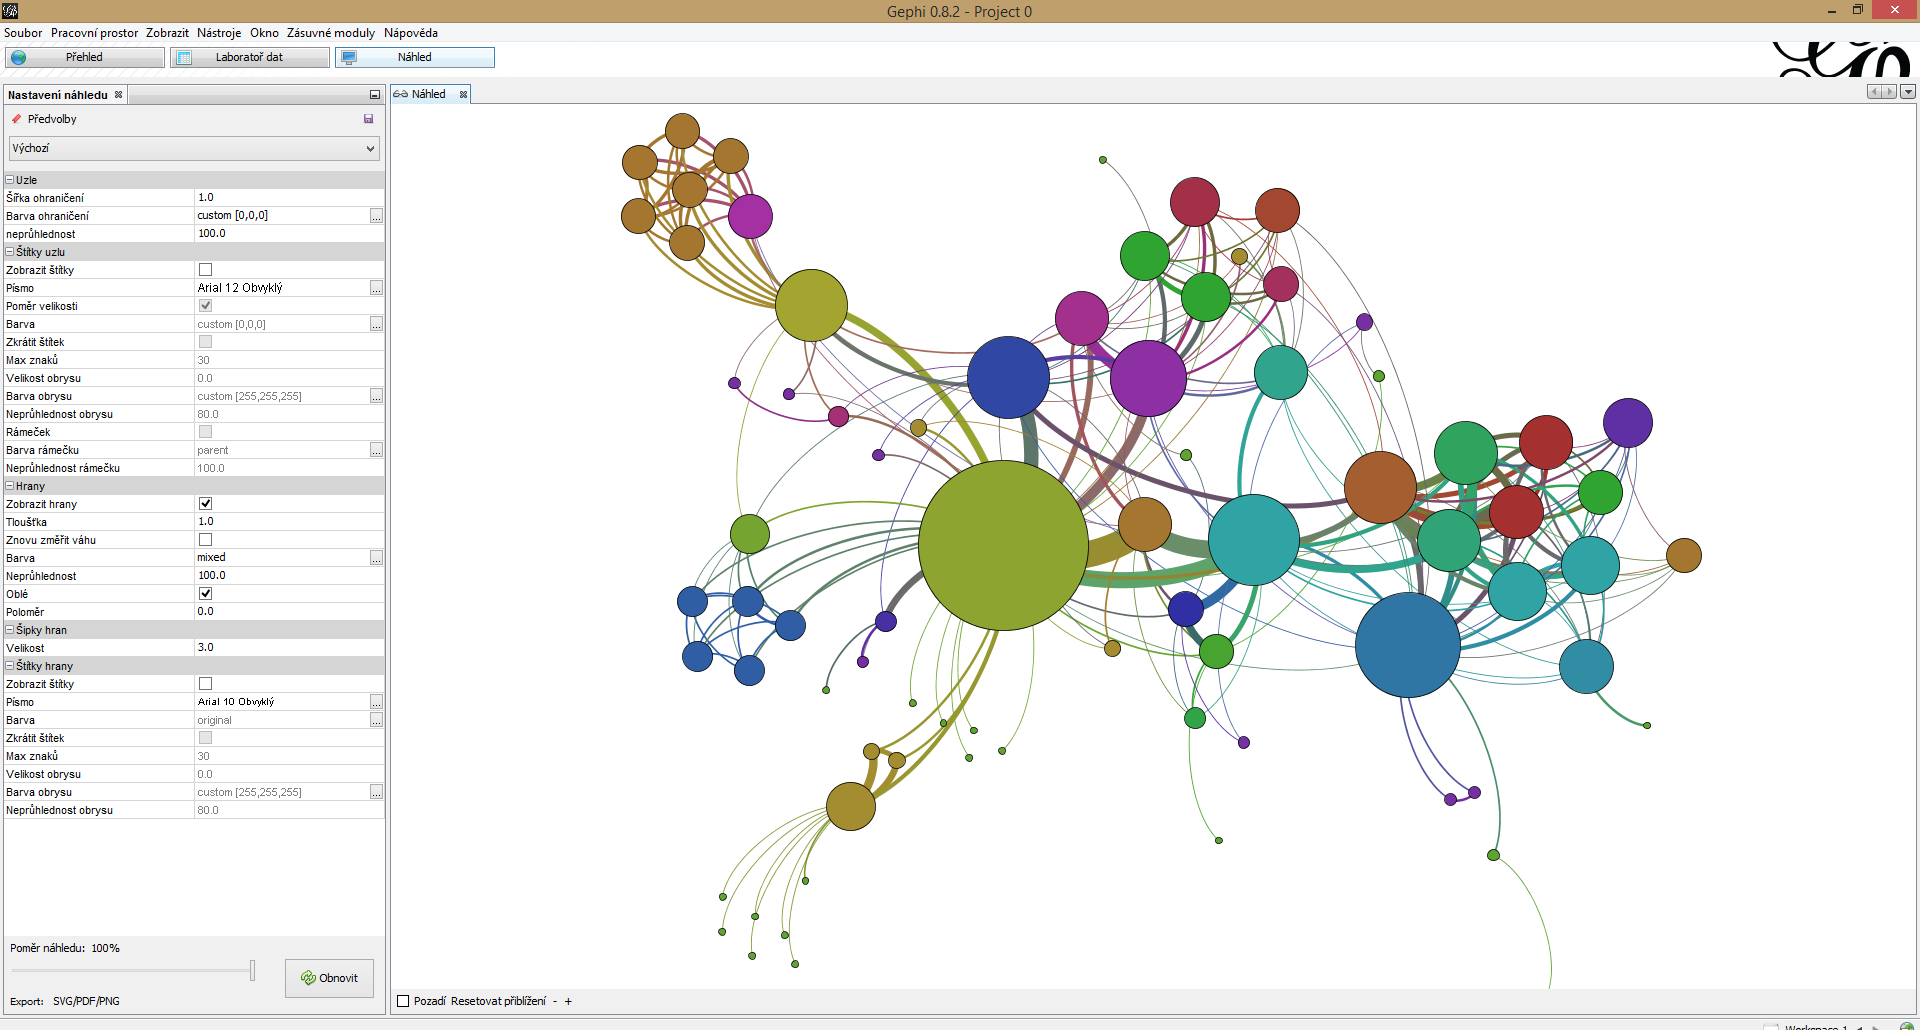 Gephi 0.8.2 - Project 0
Soubor Pracovní prostor Zobrazit Nástroje Okno Zásuvné moduly Nápověda
Přehled Laboratoř dat Náhled
Nastavení náhledu Náhled
Předvolby
Výchozí
Uzle
Šířka ohraničení 1.0
Barva ohraničení custom [0,0,0] ...
neprůhlednost 100.0
Štítky uzlu
Zobrazit štítky
Písmo Arial 12 Obvyklý ...
Poměr velikosti
Barva custom [0,0,0] ...
Zkrátit štítek
Max znaků 30
Velikost obrysu 0.0
Barva obrysu custom [255,255,255] ...
Neprůhlednost obrysu 80.0
Rámeček
Barva rámečku parent ...
Neprůhlednost rámečku 100.0
Hrany
Zobrazit hrany
Tloušťka 1.0
Znovu změřit váhu
Barva mixed ...
Neprůhlednost 100.0
Oblé
Poloměr 0.0
Šipky hran
Velikost 3.0
Štítky hrany
Zobrazit štítky
Písmo Arial 10 Obvyklý ...
Barva original ...
Zkrátit štítek
Max znaků 30
Velikost obrysu 0.0
Barva obrysu custom [255,255,255] ...
Neprůhlednost obrysu 80.0
Poměr náhledu: 100%
Obnovit
Export: SVG/PDF/PNG
Pozadí Resetovat přiblížení - +
Workspace 1